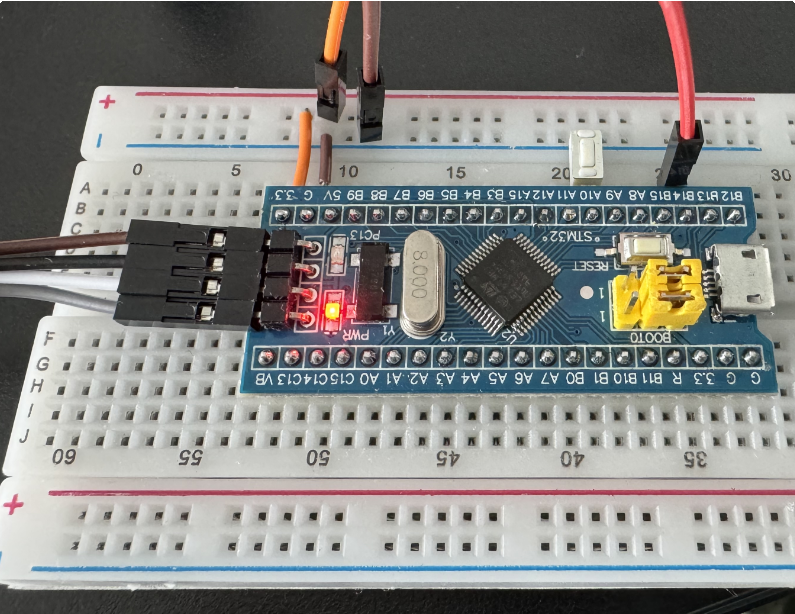 +
0 5 10 15 20 30
A
B
C
3.3 G 5V B9 B8 B7 B6 B5 B4 B3 A15 A12 A11 A10 A9 A8 B15 B14 B13 B12
PC13
8.000
°STM32°
RESET
1
1
PWR Y1 Y2 BOOT0
VB C13 C14 C15 A0 A1 A2 A3 A4 A5 A6 A7 B0 B1 B10 B11 R 3.3 G G
F
G
H
I
J
60 55 50 45 40 35
+